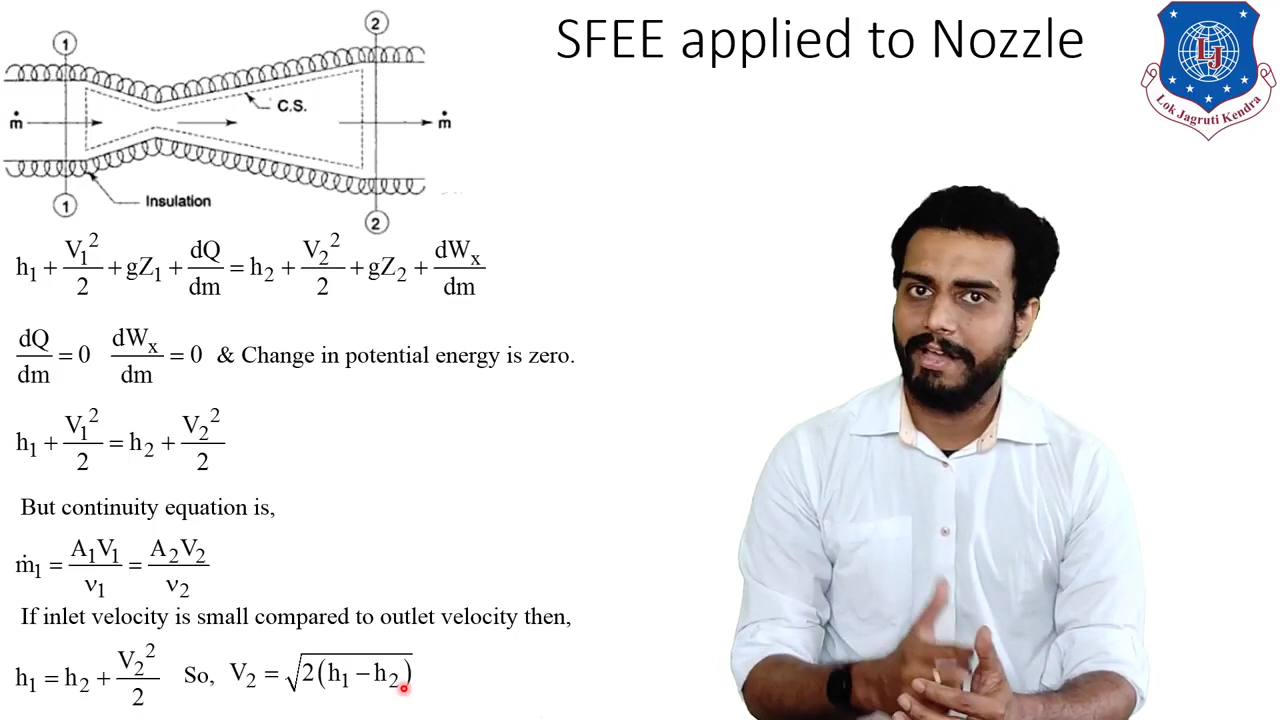 SFEE applied to Nozzle
LJ
Lok Jagruti Kendra
1
2
C.S.
ṁ
ṁ
Insulation
1
2
h₁ + V₁²/2 + gZ₁ + dQ/dm = h₂ + V₂²/2 + gZ₂ + dWₓ/dm
dQ/dm = 0 dWₓ/dm = 0 & Change in potential energy is zero.
h₁ + V₁²/2 = h₂ + V₂²/2
But continuity equation is,
ṁ₁ = A₁V₁/ν₁ = A₂V₂/ν₂
If inlet velocity is small compared to outlet velocity then,
h₁ = h₂ + V₂²/2 So, V₂ = √2(h₁ − h₂)